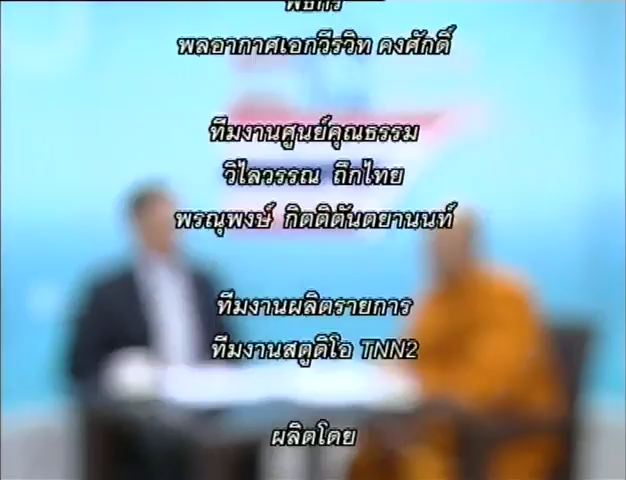 พิธีกร
พลอากาศเอกวีรวิท คงศักดิ์
ทีมงานศูนย์คุณธรรม
วิไลวรรณ ถึกไทย
พรณุพงษ์ กิตติตันตยานนท์
ทีมงานผลิตรายการ
ทีมงานสตูดิโอ TNN2
ผลิตโดย